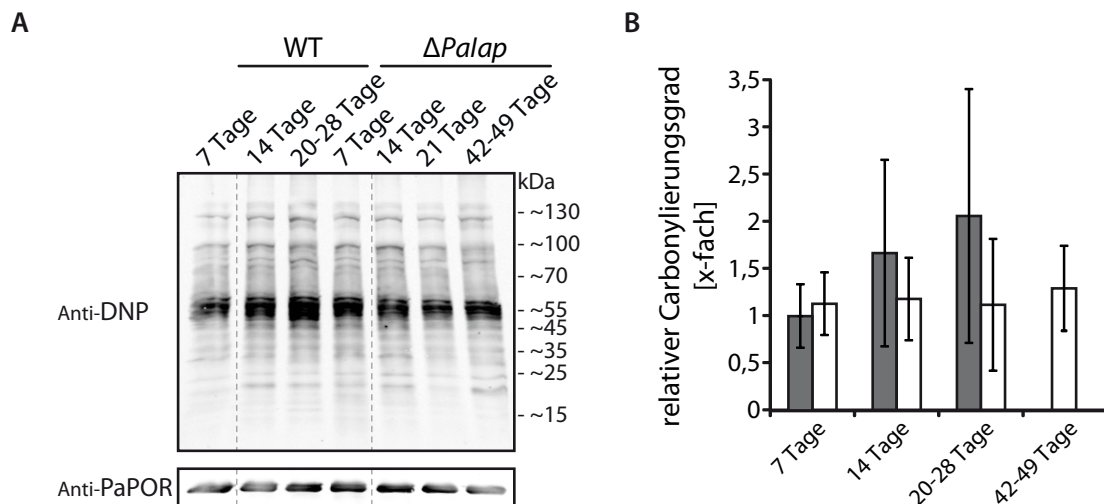 A
WT
ΔPalap
7 Tage
14 Tage
20-28 Tage
7 Tage
14 Tage
21 Tage
42-49 Tage
kDa
- ~130
- ~100
- ~70
- ~55
- ~45
- ~35
- ~25
- ~15
Anti-DNP
Anti-PaPOR
B
relativer Carbonylierungsgrad
[x-fach]
3,5
3
2,5
2
1,5
1
0,5
0
7 Tage
14 Tage
20-28 Tage
42-49 Tage